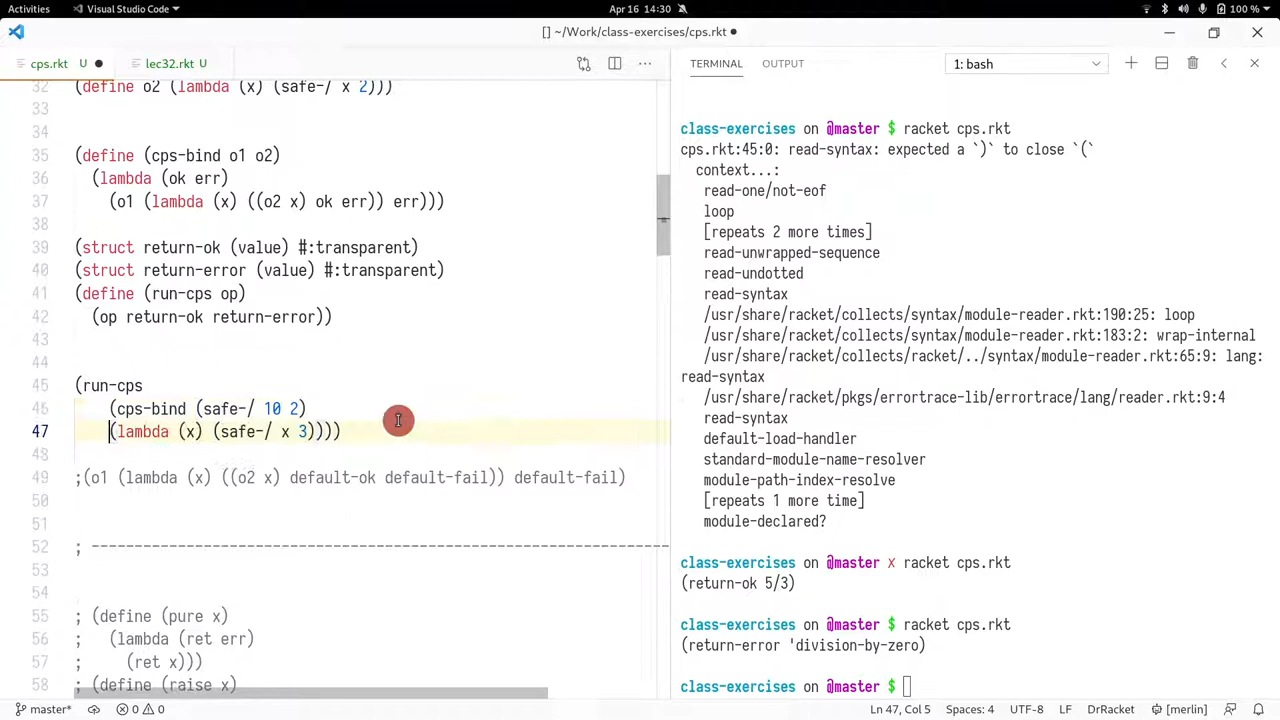 Activities
Visual Studio Code
Apr 16 14:30
100 %
[] ~/Work/class-exercises/cps.rkt
cps.rkt U
lec32.rkt U
32 (define o2 (lambda (x) (safe-/ x 2)))
33
34
35 (define (cps-bind o1 o2)
36 (lambda (ok err)
37 (o1 (lambda (x) ((o2 x) ok err)) err)))
38
39 (struct return-ok (value) #:transparent)
40 (struct return-error (value) #:transparent)
41 (define (run-cps op)
42 (op return-ok return-error))
43
44
45 (run-cps
46 (cps-bind (safe-/ 10 2)
47 (lambda (x) (safe-/ x 3))))
48
49 ;(o1 (lambda (x) ((o2 x) default-ok default-fail)) default-fail)
50
51
52 ; --------------------------------------------------------------------
53
54
55 ; (define (pure x)
56 ; (lambda (ret err)
57 ; (ret x)))
58 ; (define (raise x)
TERMINAL
OUTPUT
1: bash
class-exercises on @master $ racket cps.rkt
cps.rkt:45:0: read-syntax: expected a `)` to close `(`
context...:
read-one/not-eof
loop
[repeats 2 more times]
read-unwrapped-sequence
read-undotted
read-syntax
/usr/share/racket/collects/syntax/module-reader.rkt:190:25: loop
/usr/share/racket/collects/syntax/module-reader.rkt:183:2: wrap-internal
/usr/share/racket/collects/racket/../syntax/module-reader.rkt:65:9: lang:
read-syntax
/usr/share/racket/pkgs/errortrace-lib/errortrace/lang/reader.rkt:9:4
read-syntax
default-load-handler
standard-module-name-resolver
module-path-index-resolve
[repeats 1 more time]
module-declared?
class-exercises on @master x racket cps.rkt
(return-ok 5/3)
class-exercises on @master $ racket cps.rkt
(return-error 'division-by-zero)
class-exercises on @master $
master*
0 0
Ln 47, Col 5
Spaces: 4
UTF-8
LF
DrRacket
[merlin]